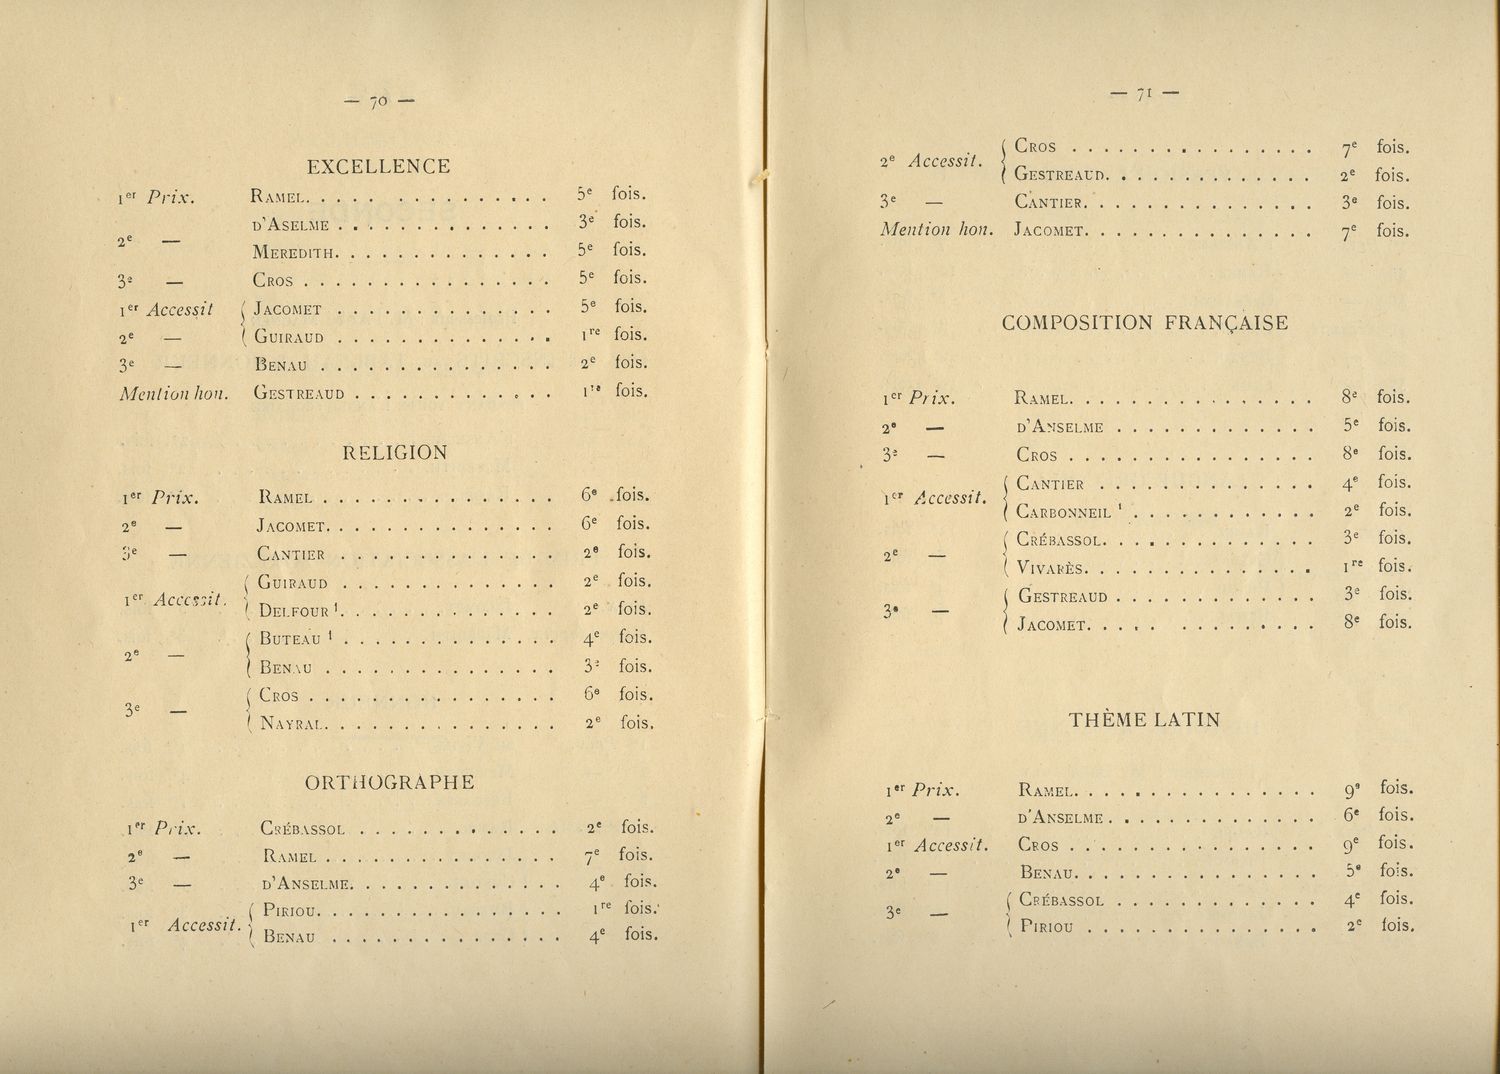 — 70 —
EXCELLENCE
1er Prix. RAMEL. . . . . . . . . . . . . . 5e fois.
D'ASELME . . . . . . . . . . . . . 3e fois.
2e —
MEREDITH. . . . . . . . . . . . . 5e fois.
3e — CROS . . . . . . . . . . . . . . . 5e fois.
1er Accessit { JACOMET . . . . . . . . . . . . . 5e fois.
2e — GUIRAUD . . . . . . . . . . . . . 1re fois.
3e — BENAU . . . . . . . . . . . . . . 2e fois.
Mention hon. GESTREAUD . . . . . . . . . . . . 1re fois.
RELIGION
1er Prix. RAMEL . . . . . . . . . . . . . . 6e fois.
2e — JACOMET. . . . . . . . . . . . . . 6e fois.
3e — CANTIER . . . . . . . . . . . . . 2e fois.
1er Accessit. { GUIRAUD . . . . . . . . . . . . . 2e fois.
DELFOUR 1. . . . . . . . . . . . . 2e fois.
2e — { BUTEAU 1 . . . . . . . . . . . . . 4e fois.
BENAU . . . . . . . . . . . . . . 3e fois.
3e — { CROS . . . . . . . . . . . . . . . 6e fois.
NAYRAL. . . . . . . . . . . . . . 2e fois.
ORTHOGRAPHE
1er Prix. CRÉBASSOL . . . . . . . . . . . . 2e fois.
2e — RAMEL . . . . . . . . . . . . . . 7e fois.
3e — D'ANSELME. . . . . . . . . . . . . 4e fois.
1er Accessit. { PIRIOU. . . . . . . . . . . . . . 1re fois.
BENAU . . . . . . . . . . . . . . 4e fois.
— 71 —
2e Accessit. { CROS . . . . . . . . . . . . . . 7e fois.
GESTREAUD. . . . . . . . . . . . . 2e fois.
3e — CANTIER. . . . . . . . . . . . . . 3e fois.
Mention hon. JACOMET. . . . . . . . . . . . . . 7e fois.
COMPOSITION FRANÇAISE
1er Prix. RAMEL. . . . . . . . . . . . . . 8e fois.
2e — D'ANSELME . . . . . . . . . . . . 5e fois.
3e — CROS . . . . . . . . . . . . . . 8e fois.
1er Accessit. { CANTIER . . . . . . . . . . . . . 4e fois.
CARBONNEIL 1 . . . . . . . . . . . 2e fois.
2e — { CRÉBASSOL. . . . . . . . . . . . . 3e fois.
VIVARÈS. . . . . . . . . . . . . . 1re fois.
3e — { GESTREAUD . . . . . . . . . . . . 3e fois.
JACOMET. . . . . . . . . . . . . 8e fois.
THÈME LATIN
1er Prix. RAMEL. . . . . . . . . . . . . . 9e fois.
2e — D'ANSELME . . . . . . . . . . . . 6e fois.
1er Accessit. CROS . . . . . . . . . . . . . . 9e fois.
2e — BENAU. . . . . . . . . . . . . . 5e fois.
3e — { CRÉBASSOL . . . . . . . . . . . . 4e fois.
PIRIOU . . . . . . . . . . . . . . 2e fois.